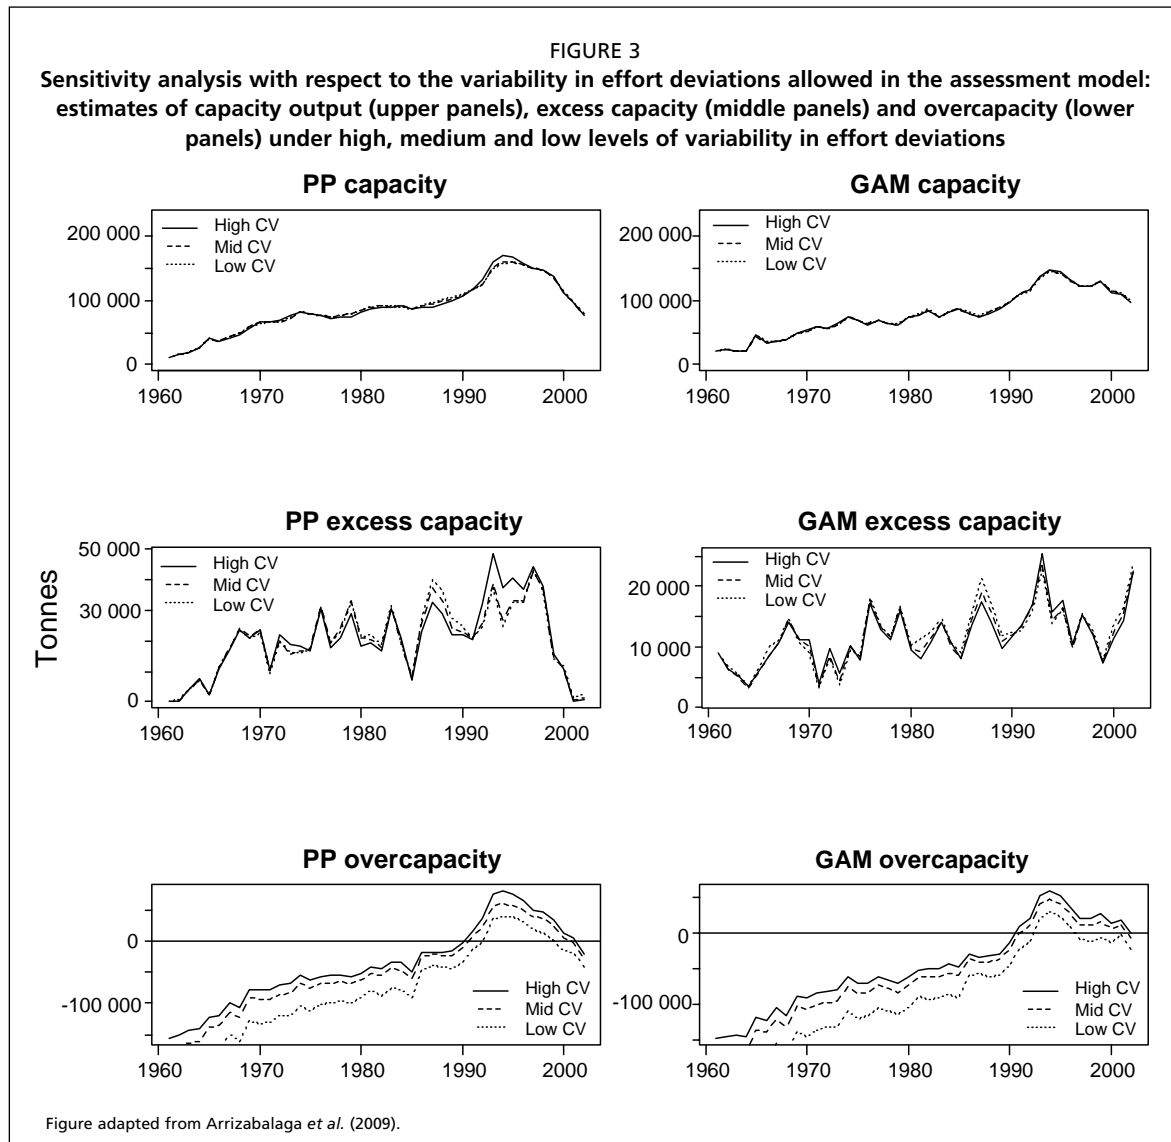 FIGURE 3
Sensitivity analysis with respect to the variability in effort deviations allowed in the assessment model:
estimates of capacity output (upper panels), excess capacity (middle panels) and overcapacity (lower
panels) under high, medium and low levels of variability in effort deviations
PP capacity
200 000
100 000
0
High CV
Mid CV
Low CV
1960 1970 1980 1990 2000
GAM capacity
200 000
100 000
0
High CV
Mid CV
Low CV
1960 1970 1980 1990 2000
Tonnes
PP excess capacity
50 000
30 000
0
High CV
Mid CV
Low CV
1960 1970 1980 1990 2000
GAM excess capacity
20 000
10 000
0
High CV
Mid CV
Low CV
1960 1970 1980 1990 2000
PP overcapacity
0
-100 000
High CV
Mid CV
Low CV
1960 1970 1980 1990 2000
GAM overcapacity
0
-100 000
High CV
Mid CV
Low CV
1960 1970 1980 1990 2000
Figure adapted from Arrizabalaga et al. (2009).